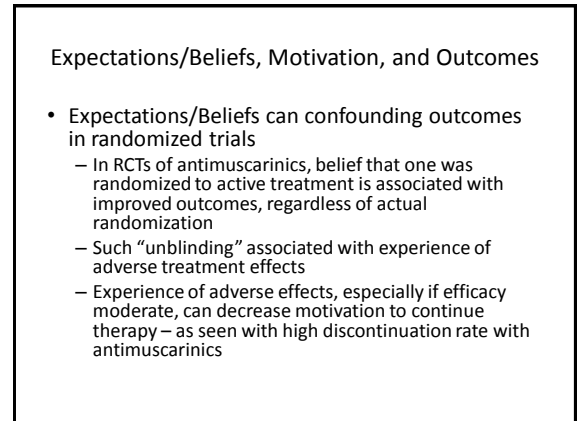 Expectations/Beliefs, Motivation, and Outcomes
• Expectations/Beliefs can confounding outcomes
in randomized trials
– In RCTs of antimuscarinics, belief that one was
randomized to active treatment is associated with
improved outcomes, regardless of actual
randomization
– Such “unblinding” associated with experience of
adverse treatment effects
– Experience of adverse effects, especially if efficacy
moderate, can decrease motivation to continue
therapy – as seen with high discontinuation rate with
antimuscarinics